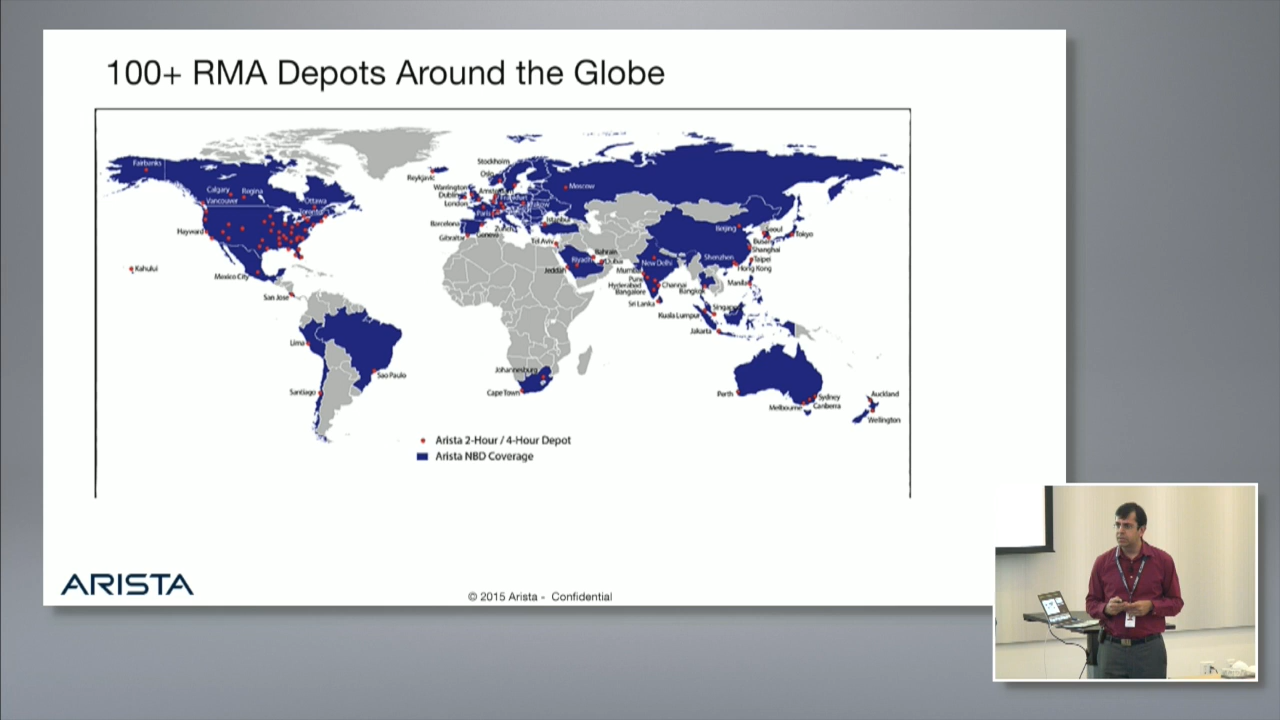 100+ RMA Depots Around the Globe
Fairbanks
Calgary
Regina
Vancouver
Ottawa
Toronto
Hayward
Kahului
Mexico City
San Jose
Lima
Sao Paulo
Santiago
Reykjavic
Stockholm
Oslo
Warrington
Dublin
London
Paris
Frankfurt
Moscow
Barcelona
Gibraltar
Geneva
Zurich
Istanbul
Tel Aviv
Riyadh
Bahrain
Dubai
Jeddah
Johannesburg
Cape Town
New Delhi
Mumbai
Pune
Hyderabad
Bangalore
Chennai
Sri Lanka
Bangkok
Kuala Lumpur
Jakarta
Beijing
Seoul
Busan
Tokyo
Shanghai
Shenzhen
Taipei
Hong Kong
Manila
Perth
Melbourne
Sydney
Canberra
Auckland
Wellington
Arista 2-Hour / 4-Hour Depot
Arista NBD Coverage
ARISTA
© 2015 Arista - Confidential